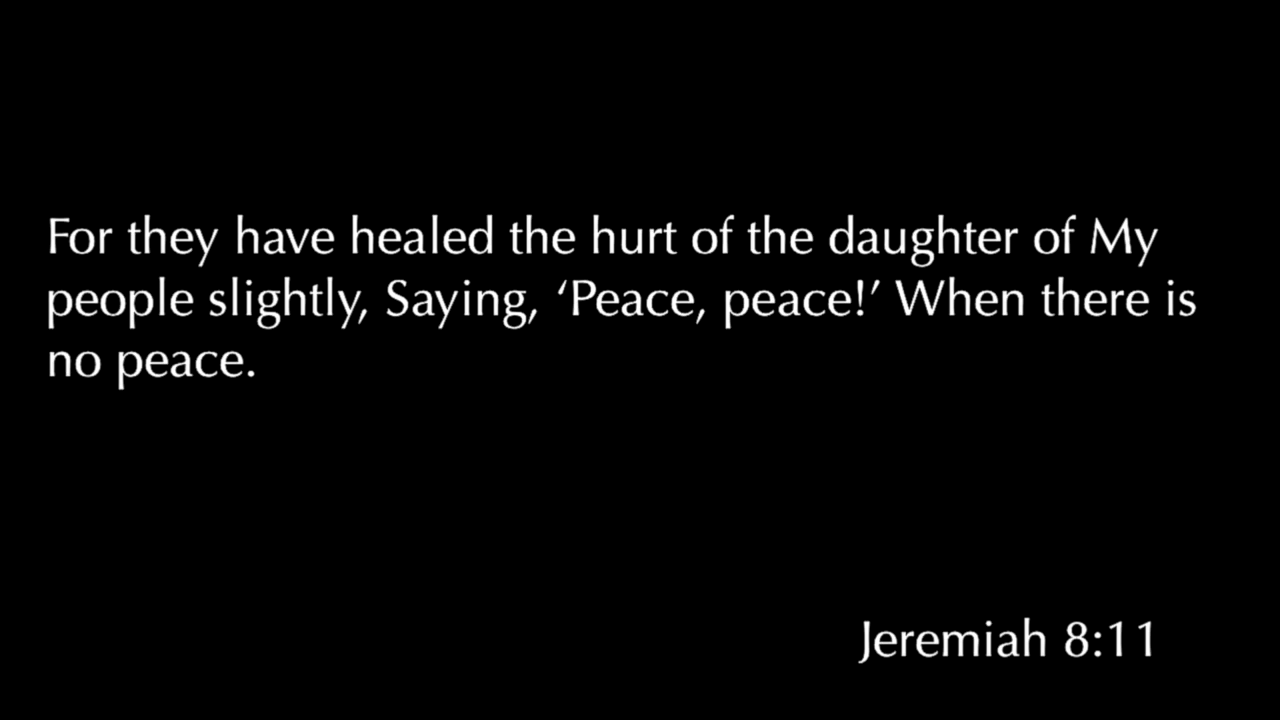 For they have healed the hurt of the daughter of My
people slightly, Saying, ‘Peace, peace!’ When there is
no peace.
Jeremiah 8:11